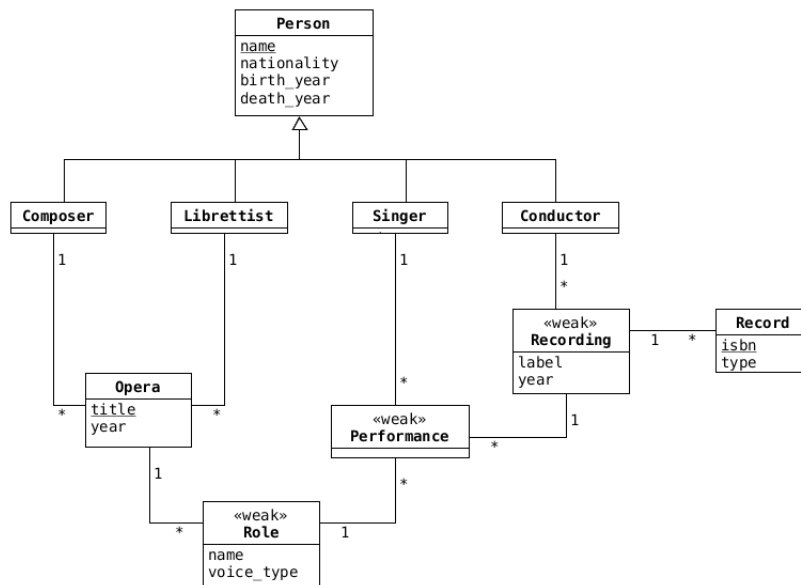 Person
name
nationality
birth_year
death_year
Composer
Librettist
Singer
Conductor
1
1
1
1
*
«weak»
Recording
label
year
1
*
Record
isbn
type
Opera
title
year
*
*
*
«weak»
Performance
*
1
1
*
*
1
«weak»
Role
name
voice_type